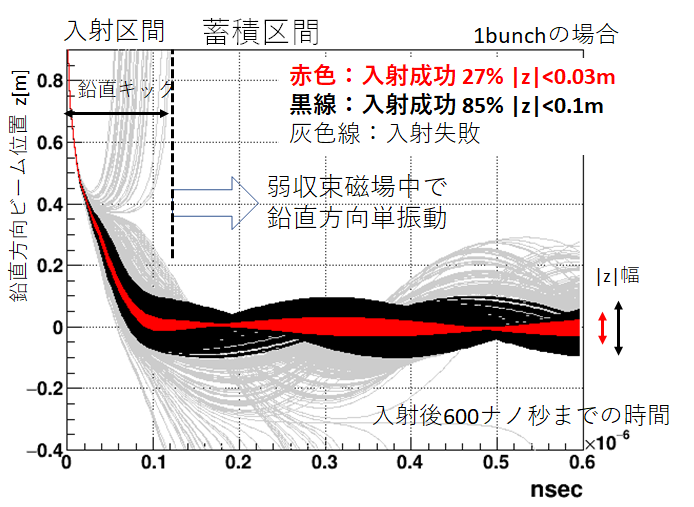 入射区間
蓄積区間
1bunchの場合
赤色：入射成功 27% |z|<0.03m
黒線：入射成功 85% |z|<0.1m
灰色線：入射失敗
鉛直キック
弱収束磁場中で
鉛直方向単振動
|z|幅
入射後600ナノ秒までの時間
鉛直方向ビーム位置 z[m]
0.8
0.6
0.4
0.2
0
−0.2
−0.4
0 0.1 0.2 0.3 0.4 0.5 0.6
×10⁻⁶
nsec